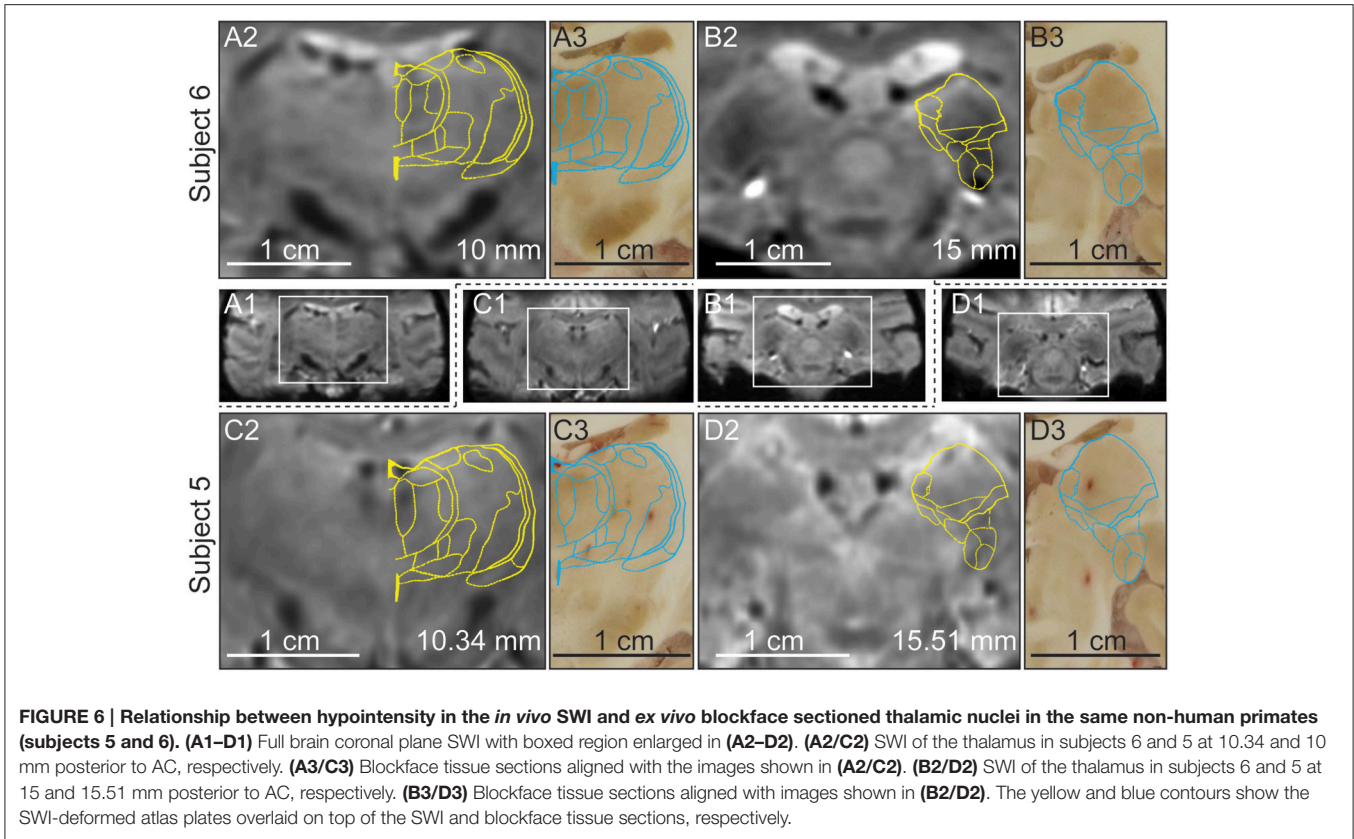 A2
A3
B2
B3
Subject 6
1 cm
10 mm
1 cm
1 cm
15 mm
1 cm
A1
C1
B1
D1
C2
C3
D2
D3
Subject 5
1 cm
10.34 mm
1 cm
1 cm
15.51 mm
1 cm
FIGURE 6 | Relationship between hypointensity in the in vivo SWI and ex vivo blockface sectioned thalamic nuclei in the same non-human primates
(subjects 5 and 6). (A1–D1) Full brain coronal plane SWI with boxed region enlarged in (A2–D2). (A2/C2) SWI of the thalamus in subjects 6 and 5 at 10.34 and 10
mm posterior to AC, respectively. (A3/C3) Blockface tissue sections aligned with the images shown in (A2/C2). (B2/D2) SWI of the thalamus in subjects 6 and 5 at
15 and 15.51 mm posterior to AC, respectively. (B3/D3) Blockface tissue sections aligned with images shown in (B2/D2). The yellow and blue contours show the
SWI-deformed atlas plates overlaid on top of the SWI and blockface tissue sections, respectively.